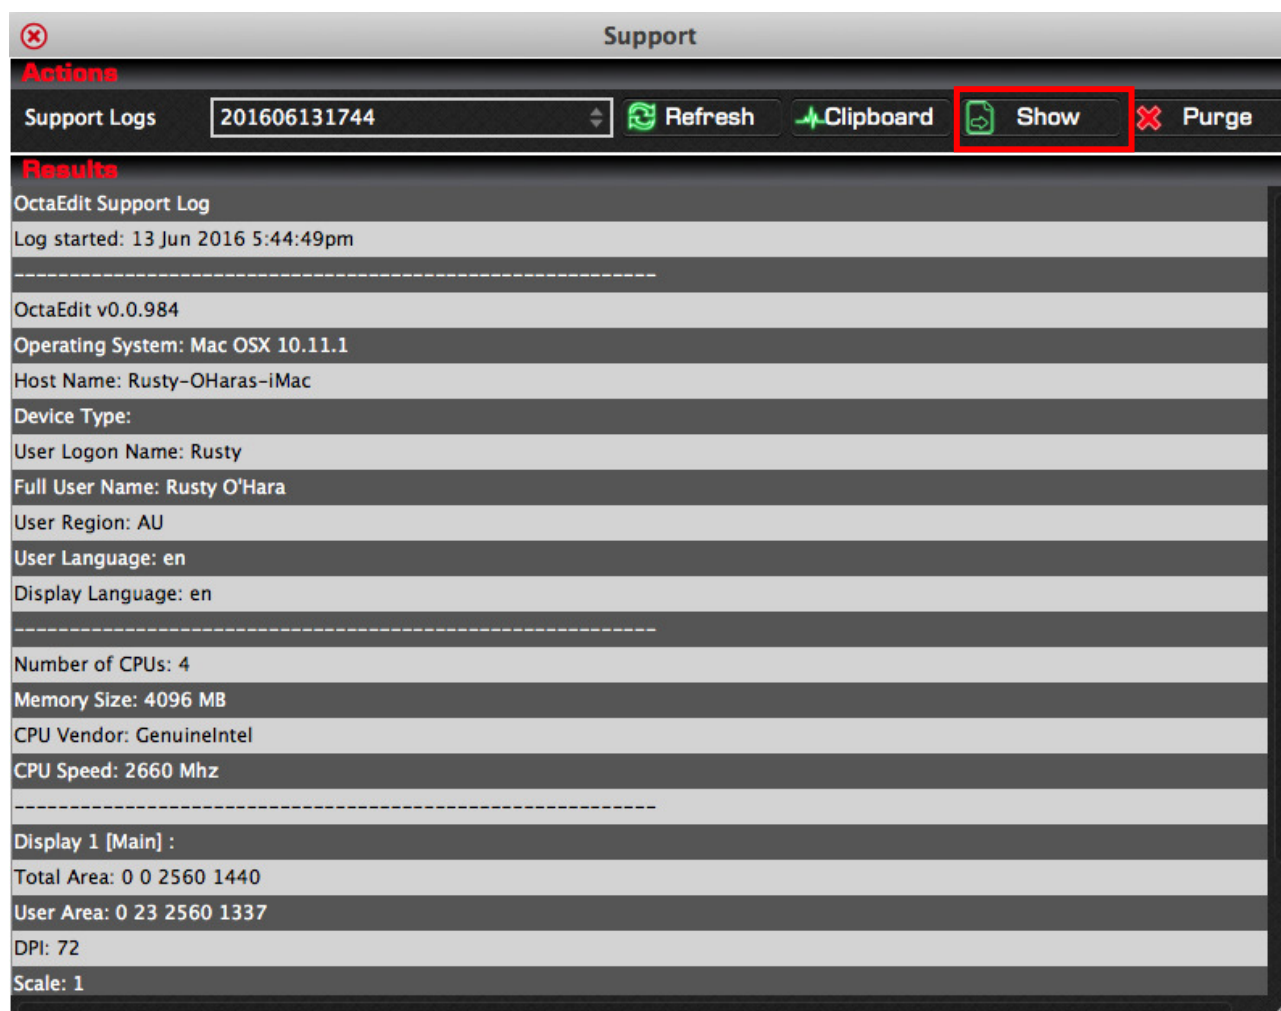 Support
Actions
Support Logs 201606131744 Refresh Clipboard Show Purge
Results
OctaEdit Support Log
Log started: 13 Jun 2016 5:44:49pm
----------------------------------------------------------
OctaEdit v0.0.984
Operating System: Mac OSX 10.11.1
Host Name: Rusty-OHaras-iMac
Device Type:
User Logon Name: Rusty
Full User Name: Rusty O'Hara
User Region: AU
User Language: en
Display Language: en
----------------------------------------------------------
Number of CPUs: 4
Memory Size: 4096 MB
CPU Vendor: GenuineIntel
CPU Speed: 2660 Mhz
----------------------------------------------------------
Display 1 [Main] :
Total Area: 0 0 2560 1440
User Area: 0 23 2560 1337
DPI: 72
Scale: 1